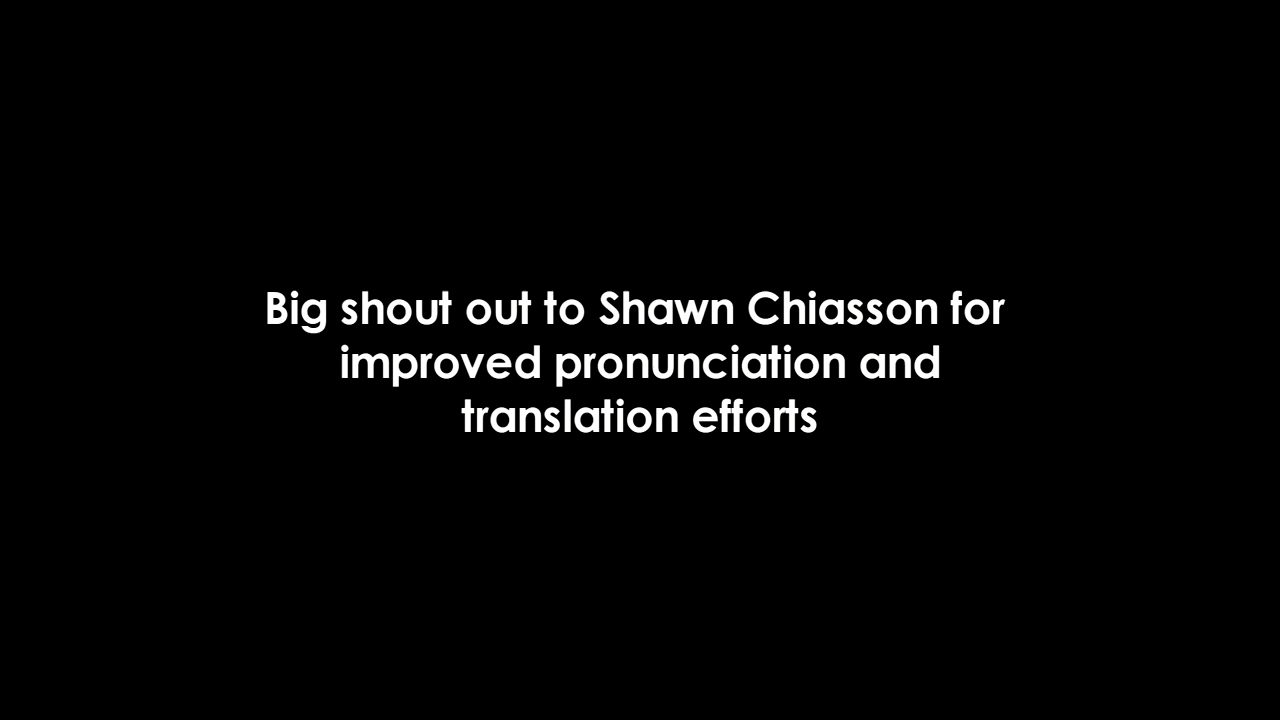 Big shout out to Shawn Chiasson for
improved pronunciation and
translation efforts